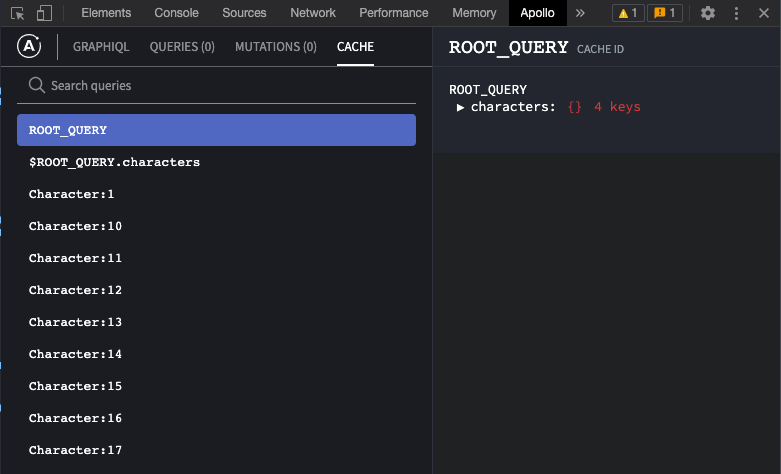 Elements Console Sources Network Performance Memory Apollo » 1 1
A GRAPHIQL QUERIES (0) MUTATIONS (0) CACHE
Search queries
ROOT_QUERY
$ROOT_QUERY.characters
Character:1
Character:10
Character:11
Character:12
Character:13
Character:14
Character:15
Character:16
Character:17
ROOT_QUERY CACHE ID
ROOT_QUERY
▶ characters: {} 4 keys